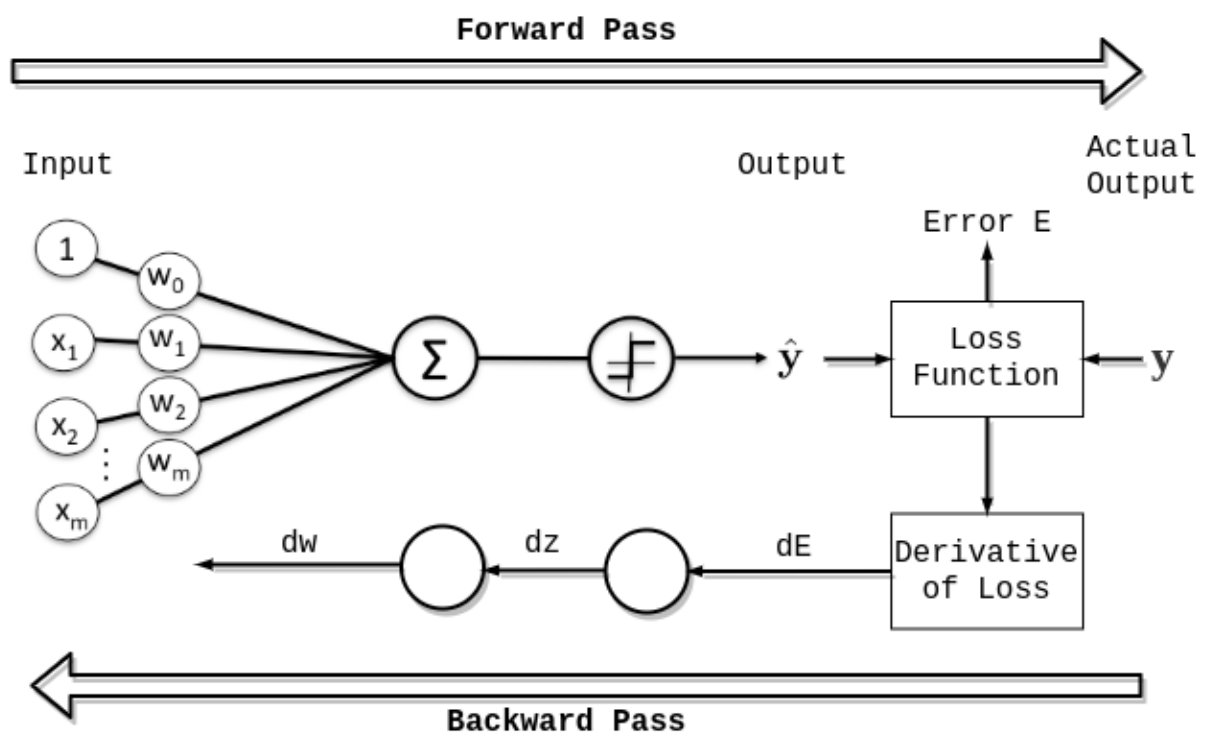 Forward Pass
Input
Output
Actual
Output
Error E
1
w₀
x₁
w₁
x₂
w₂
⋮
xₘ
wₘ
Σ
ŷ
Loss
Function
y
dw
dz
dE
Derivative
of Loss
Backward Pass